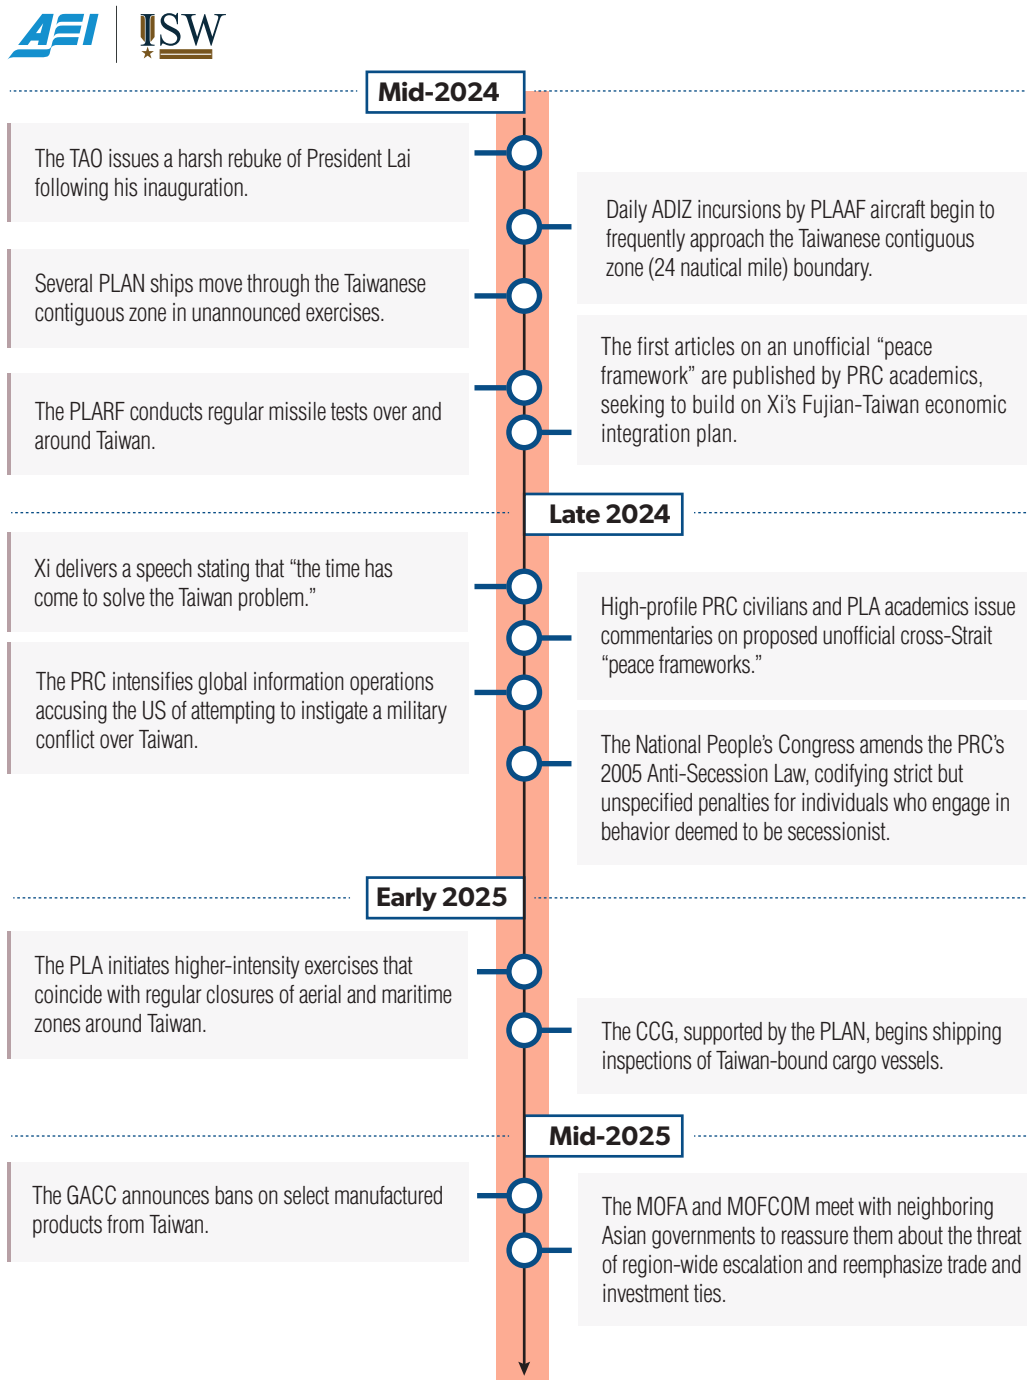 AEI
ISW
Mid-2024
The TAO issues a harsh rebuke of President Lai
following his inauguration.
Daily ADIZ incursions by PLAAF aircraft begin to
frequently approach the Taiwanese contiguous
zone (24 nautical mile) boundary.
Several PLAN ships move through the Taiwanese
contiguous zone in unannounced exercises.
The first articles on an unofficial “peace
framework” are published by PRC academics,
seeking to build on Xi’s Fujian-Taiwan economic
integration plan.
The PLARF conducts regular missile tests over and
around Taiwan.
Late 2024
Xi delivers a speech stating that “the time has
come to solve the Taiwan problem.”
High-profile PRC civilians and PLA academics issue
commentaries on proposed unofficial cross-Strait
“peace frameworks.”
The PRC intensifies global information operations
accusing the US of attempting to instigate a military
conflict over Taiwan.
The National People’s Congress amends the PRC’s
2005 Anti-Secession Law, codifying strict but
unspecified penalties for individuals who engage in
behavior deemed to be secessionist.
Early 2025
The PLA initiates higher-intensity exercises that
coincide with regular closures of aerial and maritime
zones around Taiwan.
The CCG, supported by the PLAN, begins shipping
inspections of Taiwan-bound cargo vessels.
Mid-2025
The GACC announces bans on select manufactured
products from Taiwan.
The MOFA and MOFCOM meet with neighboring
Asian governments to reassure them about the threat
of region-wide escalation and reemphasize trade and
investment ties.